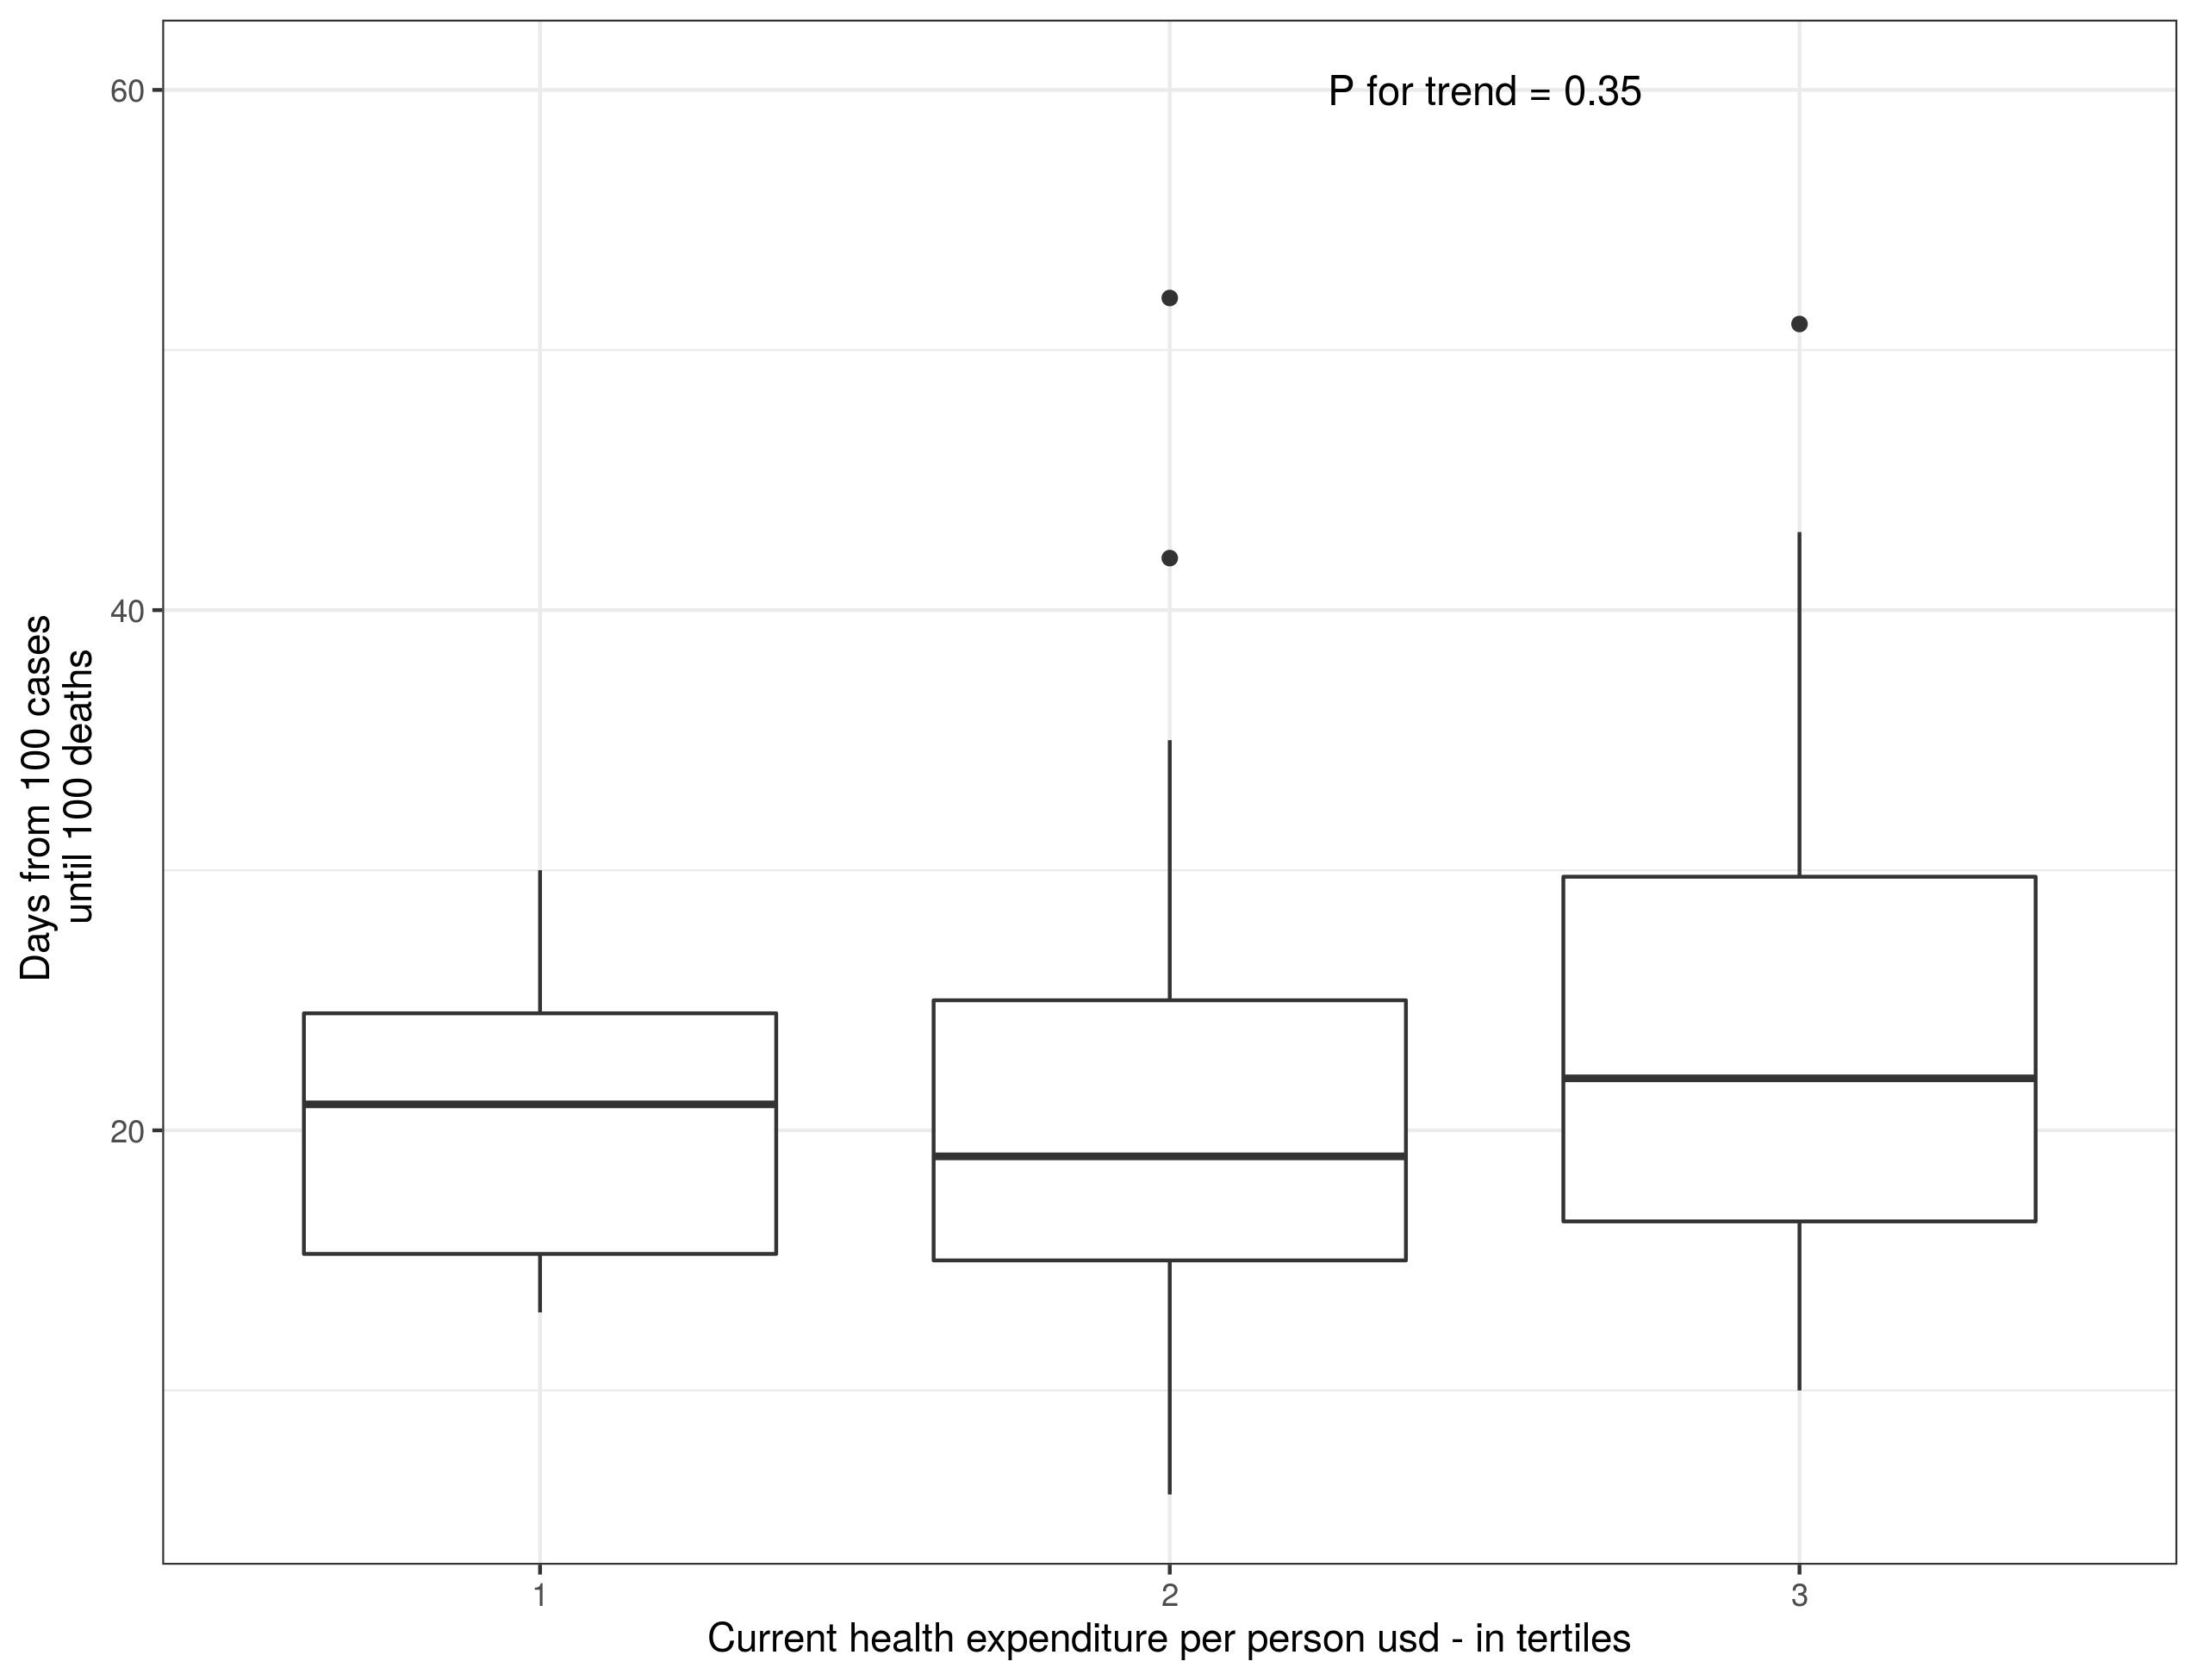 P for trend = 0.35
60
40
20
Days from 100 cases
until 100 deaths
1
2
3
Current health expenditure per person usd - in tertiles